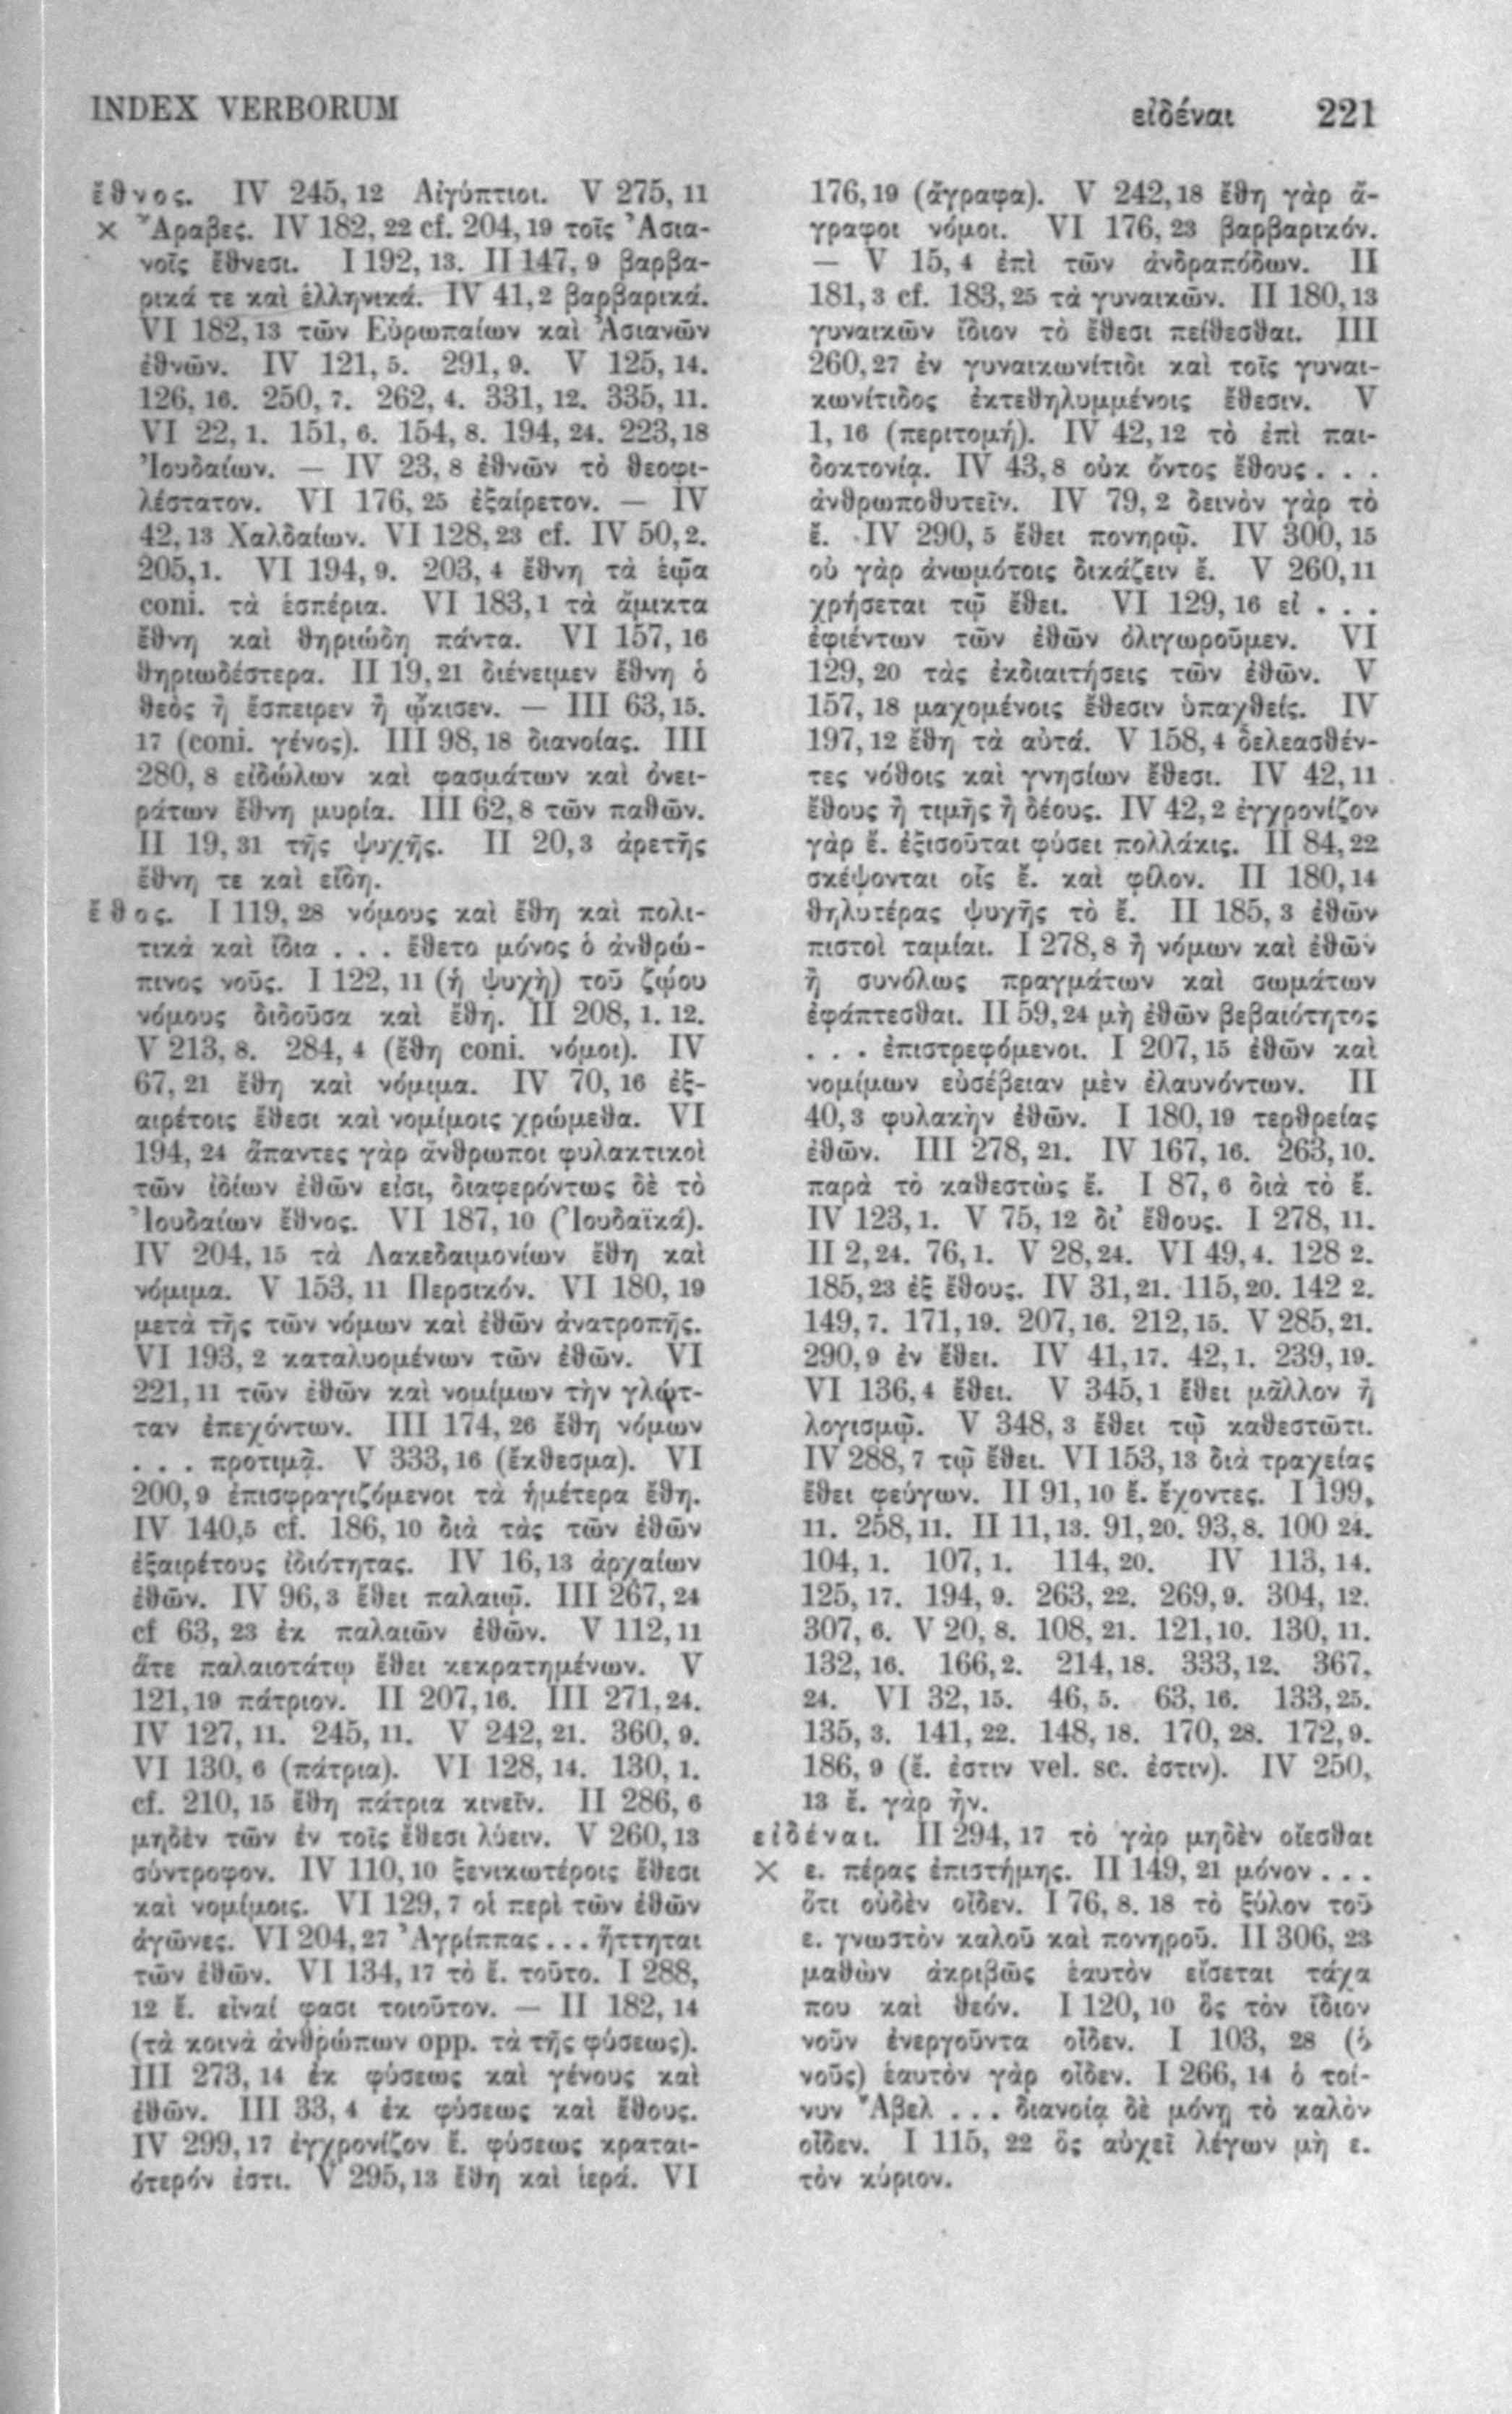 INDEX VERBORUM
εἰδέναι 221
ἔθνος. IV 245, 12 Αἰγύπτιοι. V 275, 11
× Ἄραβες. IV 182, 22 cf. 204, 19 τοῖς Ἀσια-
νοῖς ἔθνεσι. I 192, 13. II 147, 9 βαρβα-
ρικά τε καὶ ἑλληνικά. IV 41, 2 βαρβαρικά.
VI 182, 13 τῶν Εὐρωπαίων καὶ Ἀσιανῶν
ἐθνῶν. IV 121, 5. 291, 9. V 125, 14.
126, 16. 250, 7. 262, 4. 331, 12. 335, 11.
VI 22, 1. 151, 6. 154, 8. 194, 24. 223, 18
Ἰουδαίων. — IV 23, 8 ἐθνῶν τὸ θεοφι-
λέστατον. VI 176, 25 ἐξαίρετον. — IV
42, 13 Χαλδαίων. VI 128, 23 cf. IV 50, 2.
205, 1. VI 194, 9. 203, 4 ἔθνη τὰ ἑῷα
coni. τὰ ἑσπέρια. VI 183, 1 τὰ ἄμικτα
ἔθνη καὶ θηριώδη πάντα. VI 157, 16
θηριωδέστερα. II 19, 21 διένειμεν ἔθνη ὁ
θεὸς ἢ ἔσπειρεν ἢ ᾤκισεν. — III 63, 15.
17 (coni. γένος). III 98, 18 διανοίας. III
280, 8 εἰδώλων καὶ φασμάτων καὶ ὀνει-
ράτων ἔθνη μυρία. III 62, 8 τῶν παθῶν.
II 19, 31 τῆς ψυχῆς. II 20, 3 ἀρετῆς
ἔθνη τε καὶ εἴδη.
ἔθος. I 119, 28 νόμους καὶ ἔθη καὶ πολι-
τικὰ καὶ ἴδια . . . ἔθετο μόνος ὁ ἀνθρώ-
πινος νοῦς. I 122, 11 (ἡ ψυχὴ) τοῦ ζῴου
νόμους διδοῦσα καὶ ἔθη. II 208, 1. 12.
V 213, 8. 284, 4 (ἔθη coni. νόμοι). IV
67, 21 ἔθη καὶ νόμιμα. IV 70, 16 ἐξ-
αιρέτοις ἔθεσι καὶ νομίμοις χρώμεθα. VI
194, 24 ἅπαντες γὰρ ἄνθρωποι φυλακτικοὶ
τῶν ἰδίων ἐθῶν εἰσι, διαφερόντως δὲ τὸ
Ἰουδαίων ἔθνος. VI 187, 10 (Ἰουδαϊκά).
IV 204, 15 τὰ Λακεδαιμονίων ἔθη καὶ
νόμιμα. V 153, 11 Περσικόν. VI 180, 19
μετὰ τῆς τῶν νόμων καὶ ἐθῶν ἀνατροπῆς.
VI 193, 2 καταλυομένων τῶν ἐθῶν. VI
221, 11 τῶν ἐθῶν καὶ νομίμων τὴν γλῶτ-
ταν ἐπεχόντων. III 174, 26 ἔθη νόμων
. . . προτιμᾷ. V 333, 16 (ἔκθεσμα). VI
200, 9 ἐπισφραγιζόμενοι τὰ ἡμέτερα ἔθη.
IV 140, 5 cf. 186, 10 διὰ τὰς τῶν ἐθῶν
ἐξαιρέτους ἰδιότητας. IV 16, 13 ἀρχαίων
ἐθῶν. IV 96, 3 ἔθει παλαιῷ. III 267, 24
cf 63, 23 ἐκ παλαιῶν ἐθῶν. V 112, 11
ἅτε παλαιοτάτῳ ἔθει κεκρατημένων. V
121, 19 πάτριον. II 207, 16. III 271, 24.
IV 127, 11. 245, 11. V 242, 21. 360, 9.
VI 130, 6 (πάτρια). VI 128, 14. 130, 1.
cf. 210, 15 ἔθη πάτρια κινεῖν. II 286, 6
μηδὲν τῶν ἐν τοῖς ἔθεσι λύειν. V 260, 13
σύντροφον. IV 110, 10 ξενικωτέροις ἔθεσι
καὶ νομίμοις. VI 129, 7 οἱ περὶ τῶν ἐθῶν
ἀγῶνες. VI 204, 27 Ἀγρίππας . . . ἥττηται
τῶν ἐθῶν. VI 134, 17 τὸ ἔ. τοῦτο. I 288,
12 ἔ. εἶναί φασι τοιοῦτον. — II 182, 14
(τὰ κοινὰ ἀνθρώπων opp. τὰ τῆς φύσεως).
III 273, 14 ἐκ φύσεως καὶ γένους καὶ
ἐθῶν. III 33, 4 ἐκ φύσεως καὶ ἔθους.
IV 299, 17 ἐγχρονίζον ἔ. φύσεως κραται-
ότερόν ἐστι. V 295, 13 ἔθη καὶ ἱερά. VI
176, 19 (ἄγραφα). V 242, 18 ἔθη γὰρ ἄ-
γραφοι νόμοι. VI 176, 23 βαρβαρικόν.
— V 15, 4 ἐπὶ τῶν ἀνδραπόδων. II
181, 3 cf. 183, 25 τὰ γυναικῶν. II 180, 13
γυναικῶν ἴδιον τὸ ἔθεσι πείθεσθαι. III
260, 27 ἐν γυναικωνίτιδι καὶ τοῖς γυναι-
κωνίτιδος ἐκτεθηλυμμένοις ἔθεσιν. V
1, 16 (περιτομή). IV 42, 12 τὸ ἐπὶ παι-
δοκτονίᾳ. IV 43, 8 οὐκ ὄντος ἔθους . . .
ἀνθρωποθυτεῖν. IV 79, 2 δεινὸν γὰρ τὸ
ἔ. IV 290, 5 ἔθει πονηρῷ. IV 300, 15
οὐ γὰρ ἀνωμότοις δικάζειν ἔ. V 260, 11
χρήσεται τῷ ἔθει. VI 129, 16 εἰ . . .
ἐφιέντων τῶν ἐθῶν ὀλιγωροῦμεν. VI
129, 20 τὰς ἐκδιαιτήσεις τῶν ἐθῶν. V
157, 18 μαχομένοις ἔθεσιν ὑπαχθείς. IV
197, 12 ἔθη τὰ αὐτά. V 158, 4 δελεασθέν-
τες νόθοις καὶ γνησίων ἔθεσι. IV 42, 11
ἔθους ἢ τιμῆς ἢ δέους. IV 42, 2 ἐγχρονίζον
γὰρ ἔ. ἐξισοῦται φύσει πολλάκις. II 84, 22
σκέψονται οἷς ἔ. καὶ φίλον. II 180, 14
θηλυτέρας ψυχῆς τὸ ἔ. II 185, 3 ἐθῶν
πιστοὶ ταμίαι. I 278, 8 ἢ νόμων καὶ ἐθῶν
ἢ συνόλως πραγμάτων καὶ σωμάτων
ἐφάπτεσθαι. II 59, 24 μὴ ἐθῶν βεβαιότητος
. . . ἐπιστρεφόμενοι. I 207, 15 ἐθῶν καὶ
νομίμων εὐσέβειαν μὲν ἐλαυνόντων. II
40, 3 φυλακὴν ἐθῶν. I 180, 19 τερθρείας
ἐθῶν. III 278, 21. IV 167, 16. 263, 10.
παρὰ τὸ καθεστὼς ἔ. I 87, 6 διὰ τὸ ἔ.
IV 123, 1. V 75, 12 δι’ ἔθους. I 278, 11.
II 2, 24. 76, 1. V 28, 24. VI 49, 4. 128 2.
185, 23 ἐξ ἔθους. IV 31, 21. 115, 20. 142 2.
149, 7. 171, 19. 207, 16. 212, 15. V 285, 21.
290, 9 ἐν ἔθει. IV 41, 17. 42, 1. 239, 19.
VI 136, 4 ἔθει. V 345, 1 ἔθει μᾶλλον ἢ
λογισμῷ. V 348, 3 ἔθει τῷ καθεστῶτι.
IV 288, 7 τῷ ἔθει. VI 153, 13 διὰ τραχείας
ἔθει φεύγων. II 91, 10 ἔ. ἔχοντες. I 199,
11. 258, 11. II 11, 13. 91, 20. 93, 8. 100 24.
104, 1. 107, 1. 114, 20. IV 113, 14.
125, 17. 194, 9. 263, 22. 269, 9. 304, 12.
307, 6. V 20, 8. 108, 21. 121, 10. 130, 11.
132, 16. 166, 2. 214, 18. 333, 12. 367,
24. VI 32, 15. 46, 5. 63, 16. 133, 25.
135, 3. 141, 22. 148, 18. 170, 28. 172, 9.
186, 9 (ἔ. ἐστιν vel. sc. ἐστιν). IV 250,
13 ἔ. γὰρ ἦν.
εἰδέναι. II 294, 17 τὸ γὰρ μηδὲν οἴεσθαι
× ε. πέρας ἐπιστήμης. II 149, 21 μόνον . . .
ὅτι οὐδὲν οἶδεν. I 76, 8. 18 τὸ ξύλον τοῦ
ε. γνωστὸν καλοῦ καὶ πονηροῦ. II 306, 23
μαθὼν ἀκριβῶς ἑαυτὸν εἴσεται τάχα
που καὶ θεόν. I 120, 10 ὃς τὸν ἴδιον
νοῦν ἐνεργοῦντα οἶδεν. I 103, 28 (ὁ
νοῦς) ἑαυτὸν γὰρ οἶδεν. I 266, 14 ὁ τοί-
νυν Ἄβελ . . . διανοίᾳ δὲ μόνῃ τὸ καλὸν
οἶδεν. I 115, 22 ὃς αὐχεῖ λέγων μὴ ε.
τὸν κύριον.